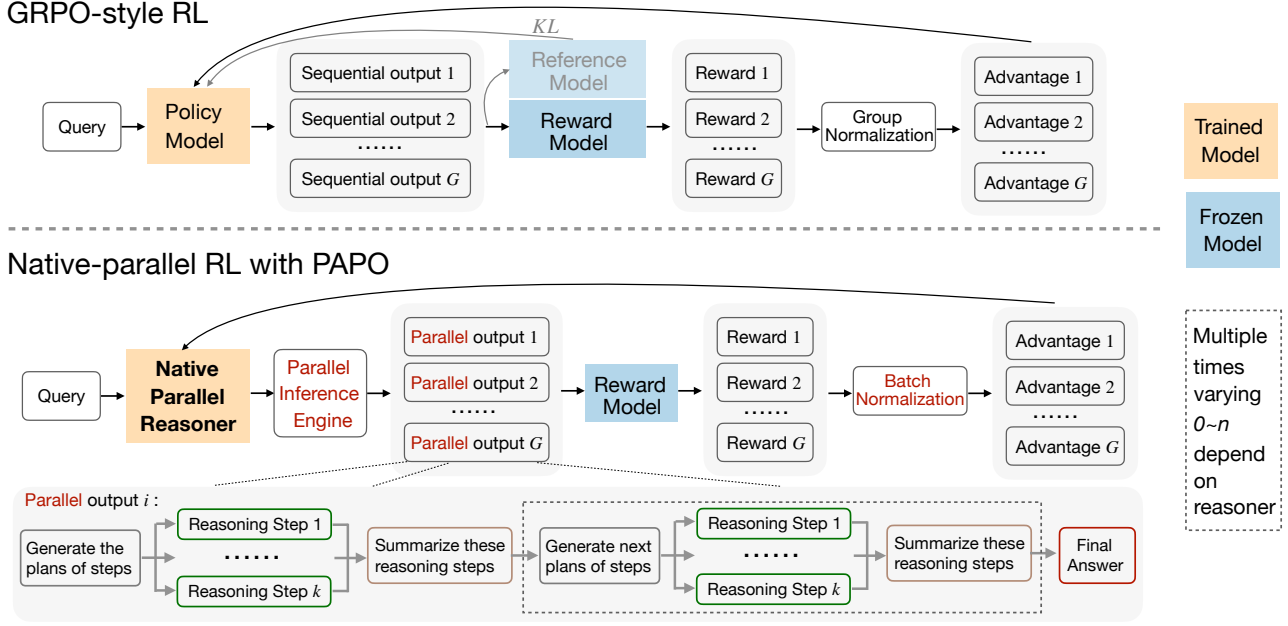 GRPO-style RL
KL
Query
Policy
Model
Sequential output 1
Sequential output 2
......
Sequential output G
Reference
Model
Reward
Model
Reward 1
Reward 2
......
Reward G
Group
Normalization
Advantage 1
Advantage 2
......
Advantage G
Trained
Model
Frozen
Model
Native-parallel RL with PAPO
Query
Native
Parallel
Reasoner
Parallel
Inference
Engine
Parallel output 1
Parallel output 2
......
Parallel output G
Reward
Model
Reward 1
Reward 2
......
Reward G
Batch
Normalization
Advantage 1
Advantage 2
......
Advantage G
Multiple
times
varying
0~n
depend
on
reasoner
Parallel output i :
Generate the
plans of steps
Reasoning Step 1
......
Reasoning Step k
Summarize these
reasoning steps
Generate next
plans of steps
Reasoning Step 1
......
Reasoning Step k
Summarize these
reasoning steps
Final
Answer